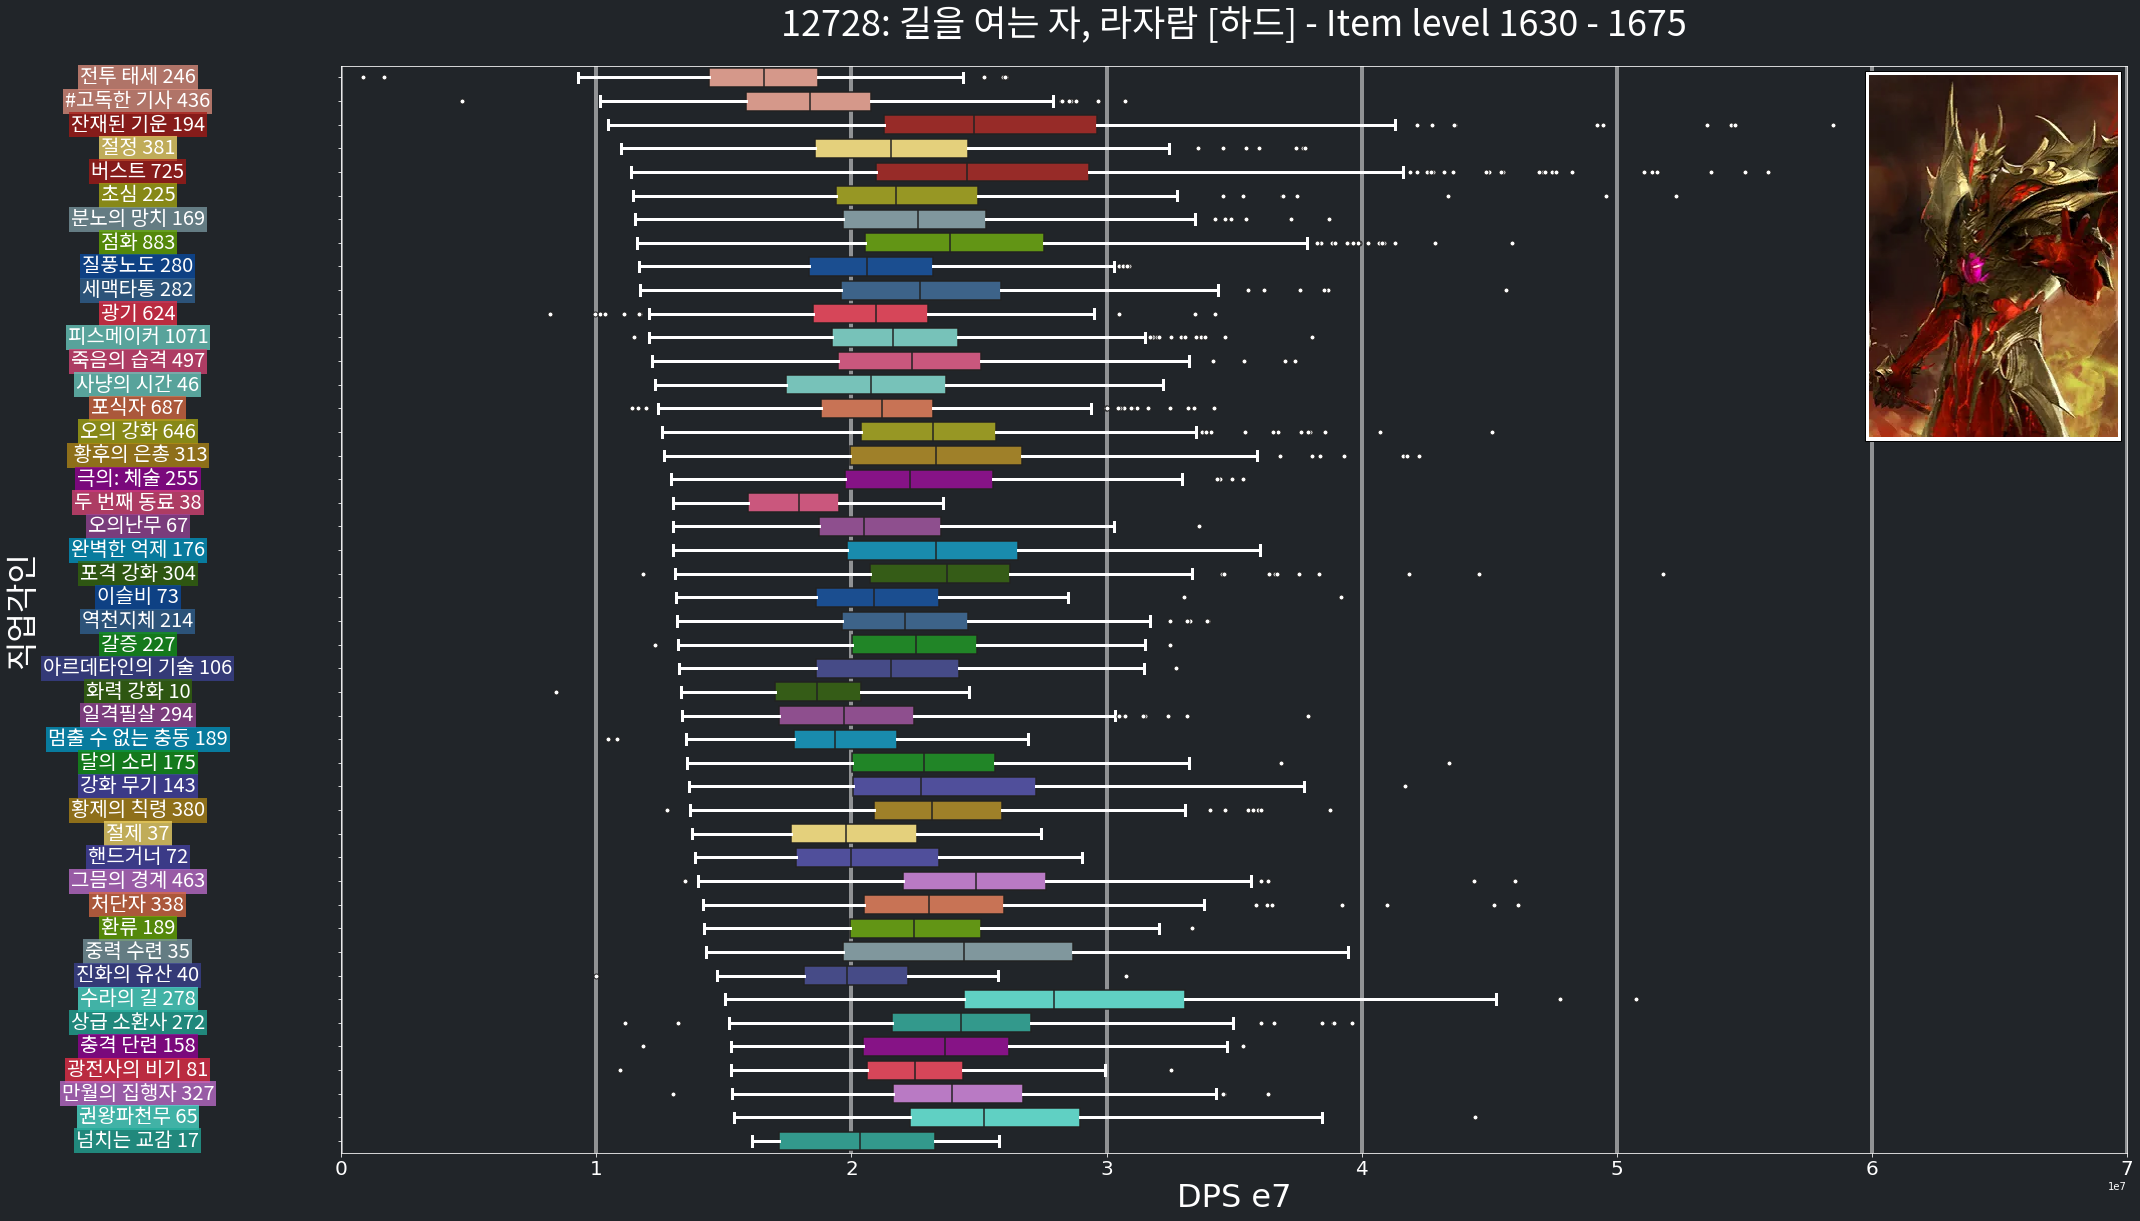 12728: 길을 여는 자, 라자람 [하드] - Item level 1630 - 1675
직업각인
전투 태세 246
#고독한 기사 436
잔재된 기운 194
절정 381
버스트 725
초심 225
분노의 망치 169
점화 883
질풍노도 280
세맥타통 282
광기 624
피스메이커 1071
죽음의 습격 497
사냥의 시간 46
포식자 687
오의 강화 646
황후의 은총 313
극의: 체술 255
두 번째 동료 38
오의난무 67
완벽한 억제 176
포격 강화 304
이슬비 73
역천지체 214
갈증 227
아르데타인의 기술 106
화력 강화 10
일격필살 294
멈출 수 없는 충동 189
달의 소리 175
강화 무기 143
황제의 칙령 380
절제 37
핸드거너 72
그믐의 경계 463
처단자 338
환류 189
중력 수련 35
진화의 유산 40
수라의 길 278
상급 소환사 272
충격 단련 158
광전사의 비기 81
만월의 집행자 327
권왕파천무 65
넘치는 교감 17
0 1 2 3 4 5 6 7
1e7
DPS e7